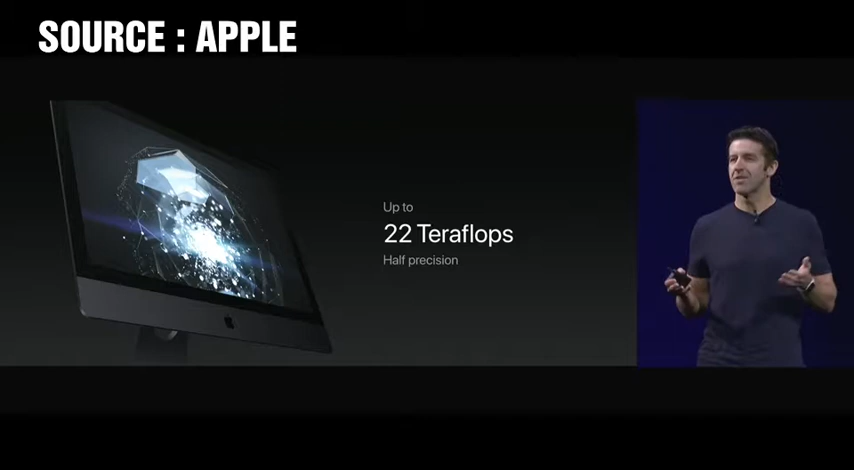 SOURCE : APPLE
Up to
22 Teraflops
Half precision